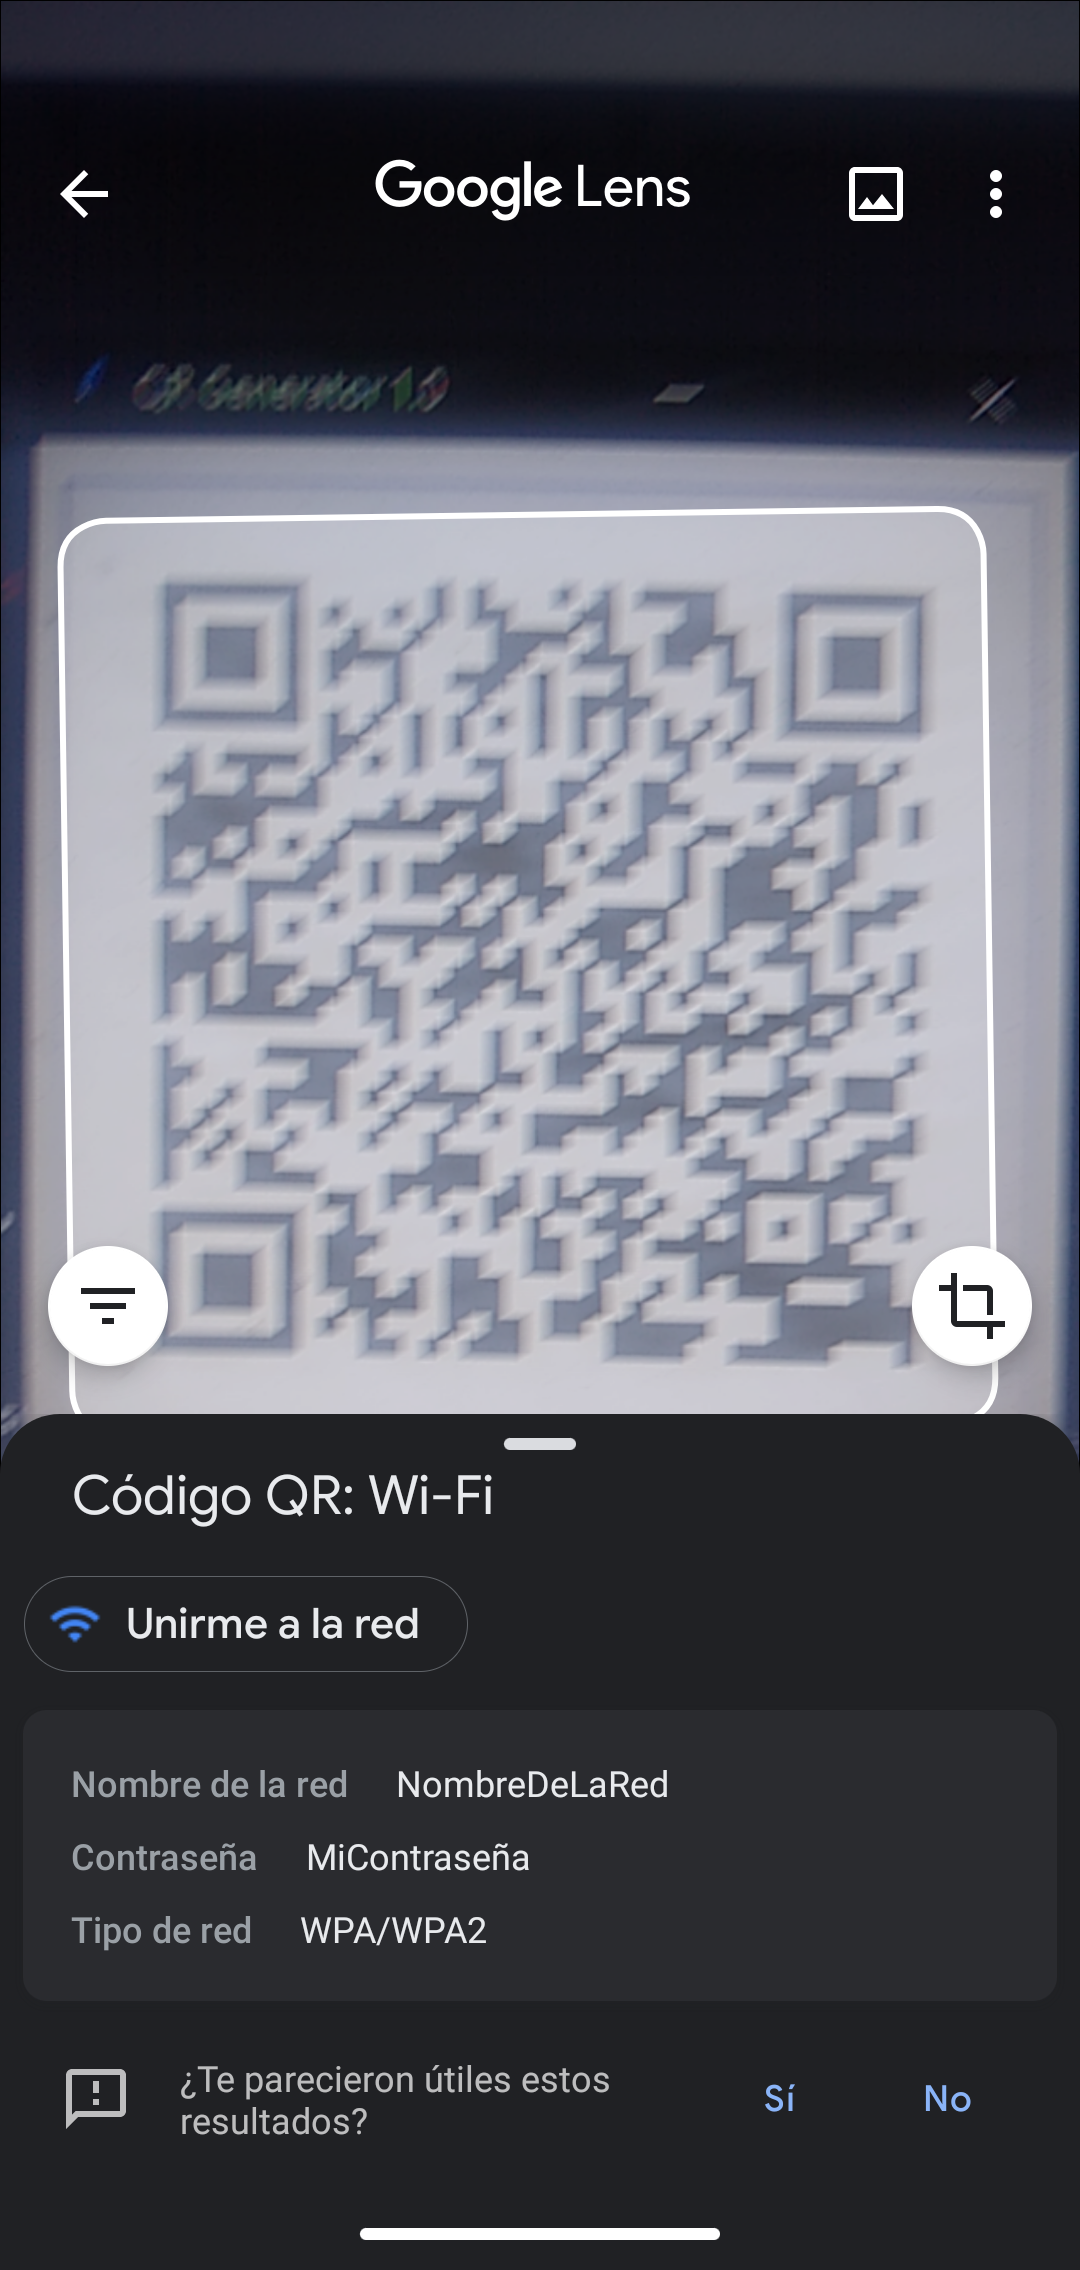 Google Lens
QR Generator 1.9
Código QR: Wi-Fi
Unirme a la red
Nombre de la red NombreDeLaRed
Contraseña MiContraseña
Tipo de red WPA/WPA2
¿Te parecieron útiles estos
resultados?
Sí No